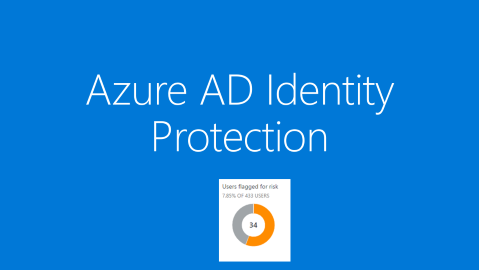 Azure AD Identity
Protection
Users flagged for risk
7.85% OF 433 USERS
34